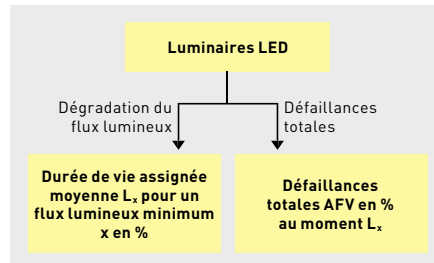 Luminaires LED
Dégradation du
flux lumineux
Défaillances
totales
Durée de vie assignée
moyenne Lₓ pour un
flux lumineux minimum
x en %
Défaillances
totales AFV en %
au moment Lₓ